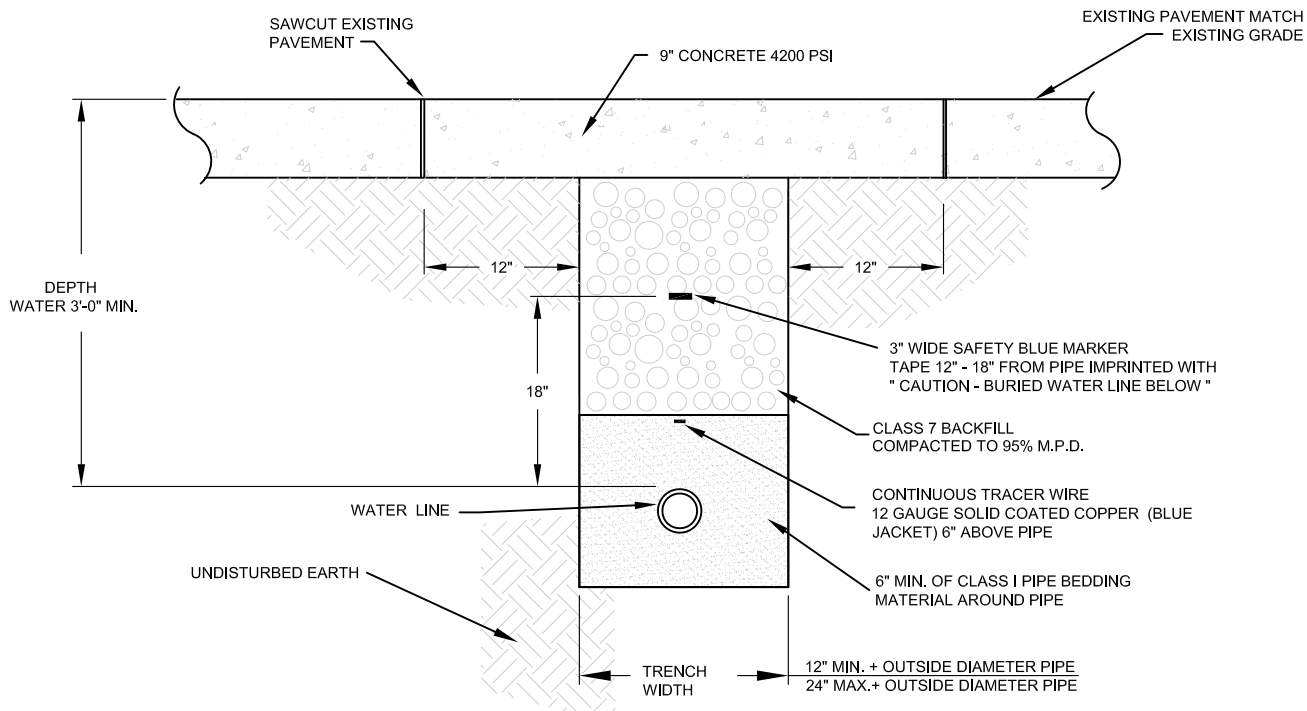 SAWCUT EXISTING
PAVEMENT
9" CONCRETE 4200 PSI
EXISTING PAVEMENT MATCH
EXISTING GRADE
12"
12"
DEPTH
WATER 3'-0" MIN.
18"
3" WIDE SAFETY BLUE MARKER
TAPE 12" - 18" FROM PIPE IMPRINTED WITH
" CAUTION - BURIED WATER LINE BELOW "
CLASS 7 BACKFILL
COMPACTED TO 95% M.P.D.
WATER LINE
CONTINUOUS TRACER WIRE
12 GAUGE SOLID COATED COPPER (BLUE
JACKET) 6" ABOVE PIPE
UNDISTURBED EARTH
6" MIN. OF CLASS I PIPE BEDDING
MATERIAL AROUND PIPE
TRENCH
WIDTH
12" MIN. + OUTSIDE DIAMETER PIPE
24" MAX.+ OUTSIDE DIAMETER PIPE